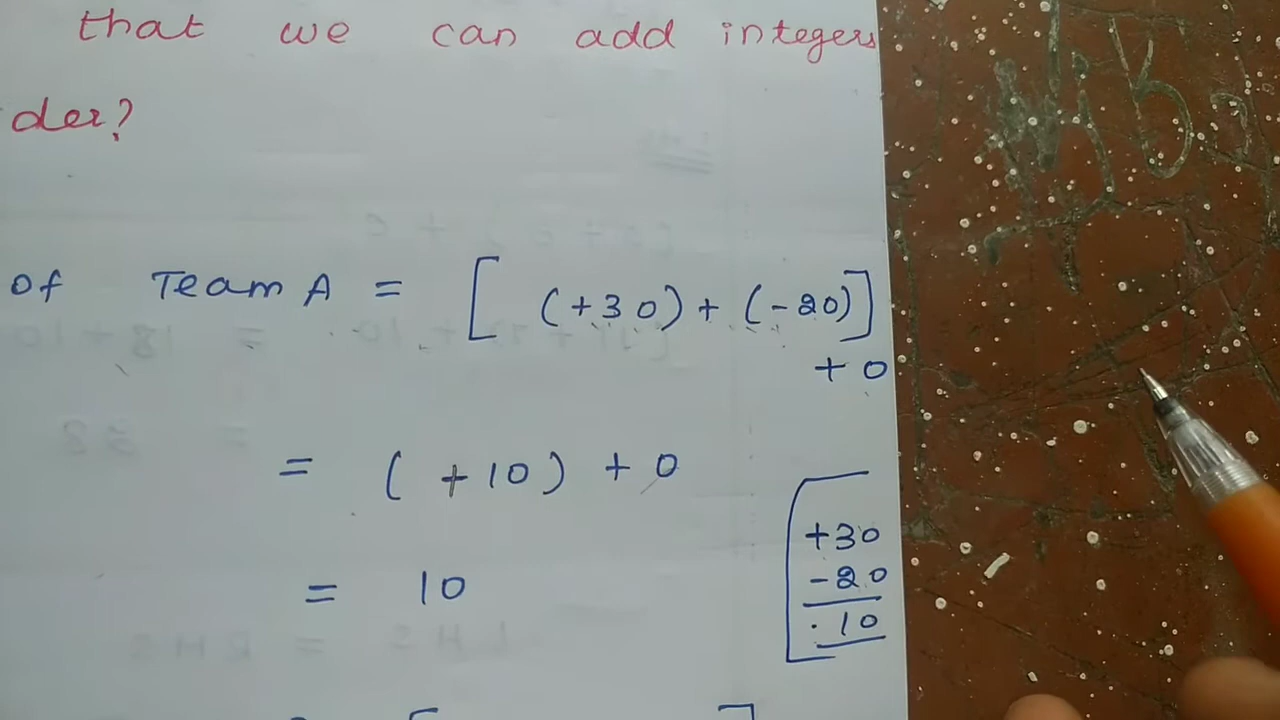 that we can add integers
der?
of Team A = [ (+30) + (-20)]
+ 0
= ( +10) + 0
= 10
+30
-20
10